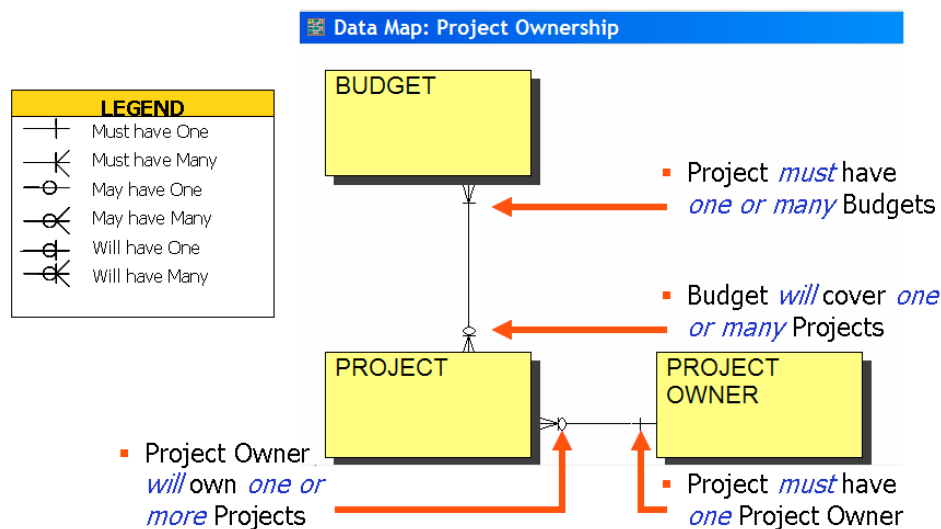 Data Map: Project Ownership
LEGEND
Must have One
Must have Many
May have One
May have Many
Will have One
Will have Many
BUDGET
Project must have
one or many Budgets
Budget will cover one
or many Projects
PROJECT
PROJECT
OWNER
Project Owner
will own one or
more Projects
Project must have
one Project Owner